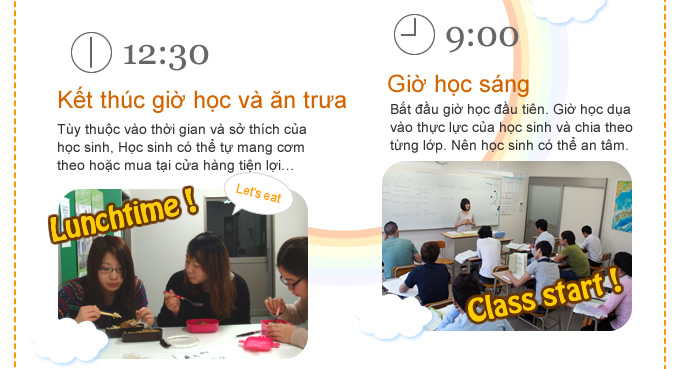 12:30
Kết thúc giờ học và ăn trưa
Tùy thuộc vào thời gian và sở thích của
học sinh, Học sinh có thể tự mang cơm
theo hoặc mua tại cửa hàng tiện lợi...
Lunchtime !
Let's eat
9:00
Giờ học sáng
Bắt đầu giờ học đầu tiên. Giờ học dụa
vào thực lực của học sinh và chia theo
từng lớp. Nên học sinh có thể an tâm.
Class start !